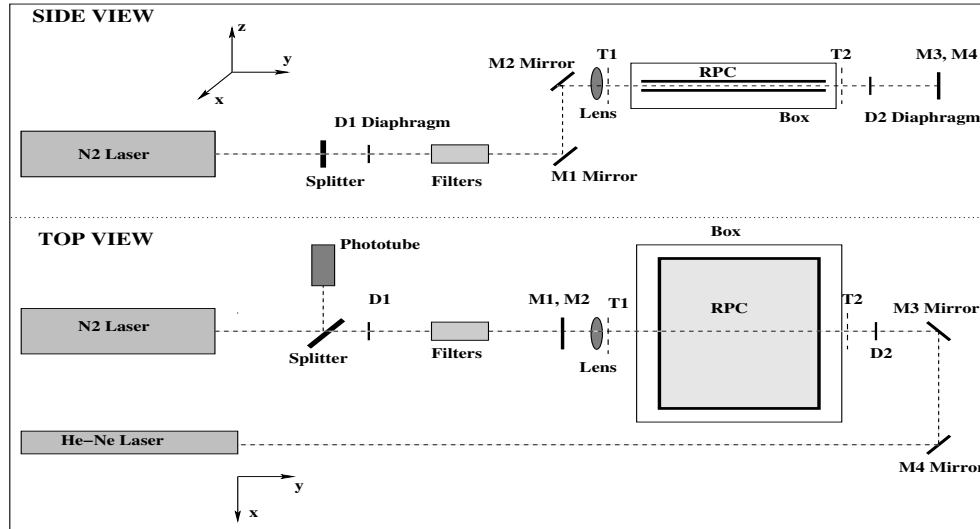 SIDE VIEW
z
y
x
M2 Mirror
T1
T2
M3, M4
RPC
Lens
Box
D2 Diaphragm
D1 Diaphragm
N2 Laser
Splitter
Filters
M1 Mirror
TOP VIEW
Phototube
Box
D1
M1, M2
T1
T2
M3 Mirror
RPC
N2 Laser
Splitter
Filters
Lens
D2
He–Ne Laser
M4 Mirror
y
x